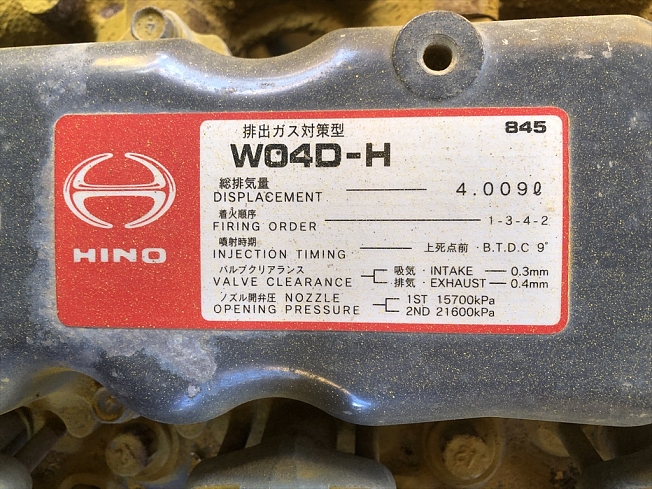 HINO
845
排出ガス対策型
W04D-H
総排気量
DISPLACEMENT 4.009ℓ
着火順序
FIRING ORDER 1-3-4-2
噴射時期
INJECTION TIMING 上死点前・B.T.D.C 9°
バルブクリアランス 吸気・INTAKE 0.3mm
VALVE CLEARANCE 排気・EXHAUST 0.4mm
ノズル開弁圧 NOZZLE 1ST 15700kPa
OPENING PRESSURE 2ND 21600kPa